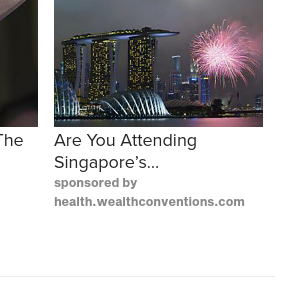 The
Are You Attending
Singapore's...
sponsored by
health.wealthconventions.com